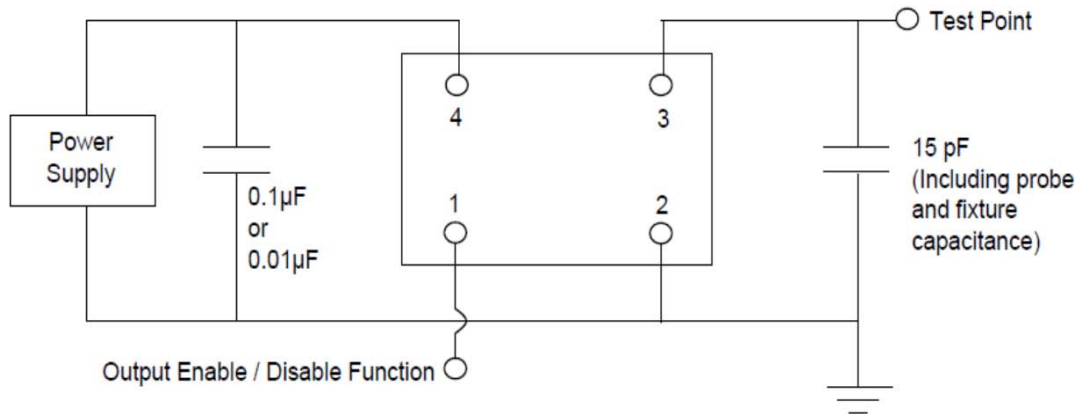 Test Point
4
3
Power
Supply
15 pF
(Including probe
and fixture
capacitance)
0.1µF
or
0.01µF
1
2
Output Enable / Disable Function